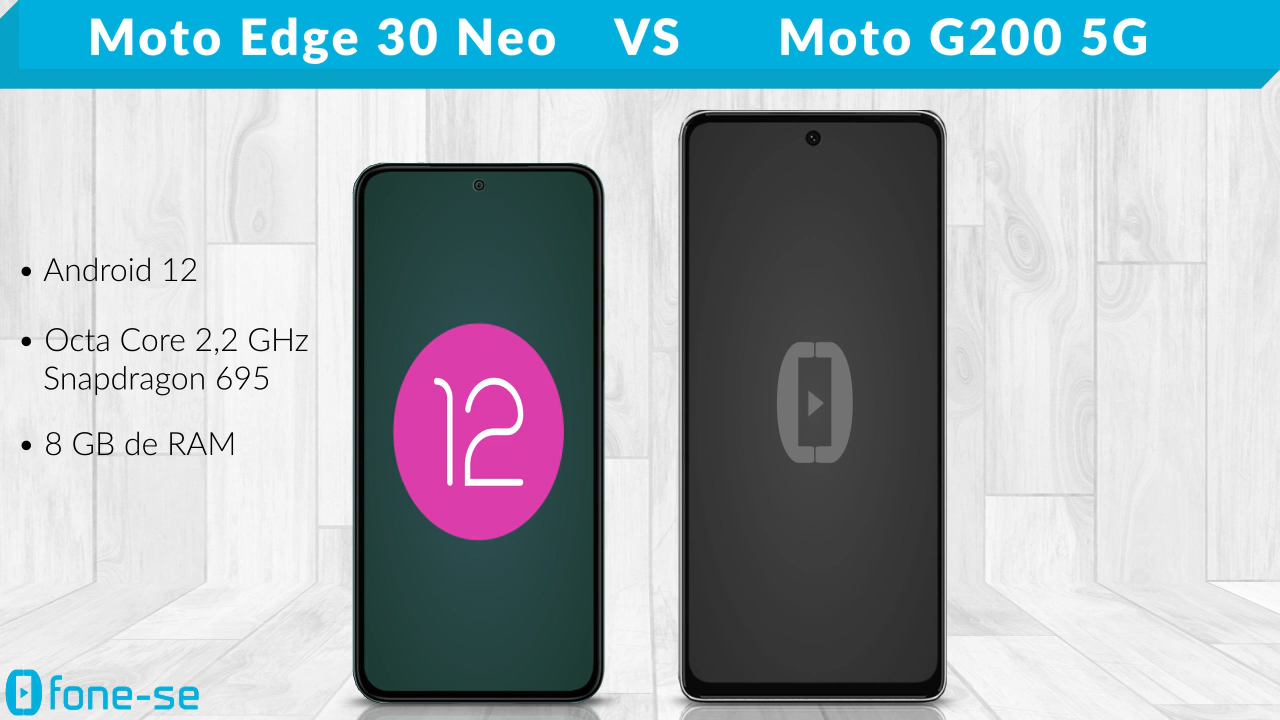 Moto Edge 30 Neo VS Moto G200 5G
• Android 12
• Octa Core 2,2 GHz
Snapdragon 695
• 8 GB de RAM
12
fone-se